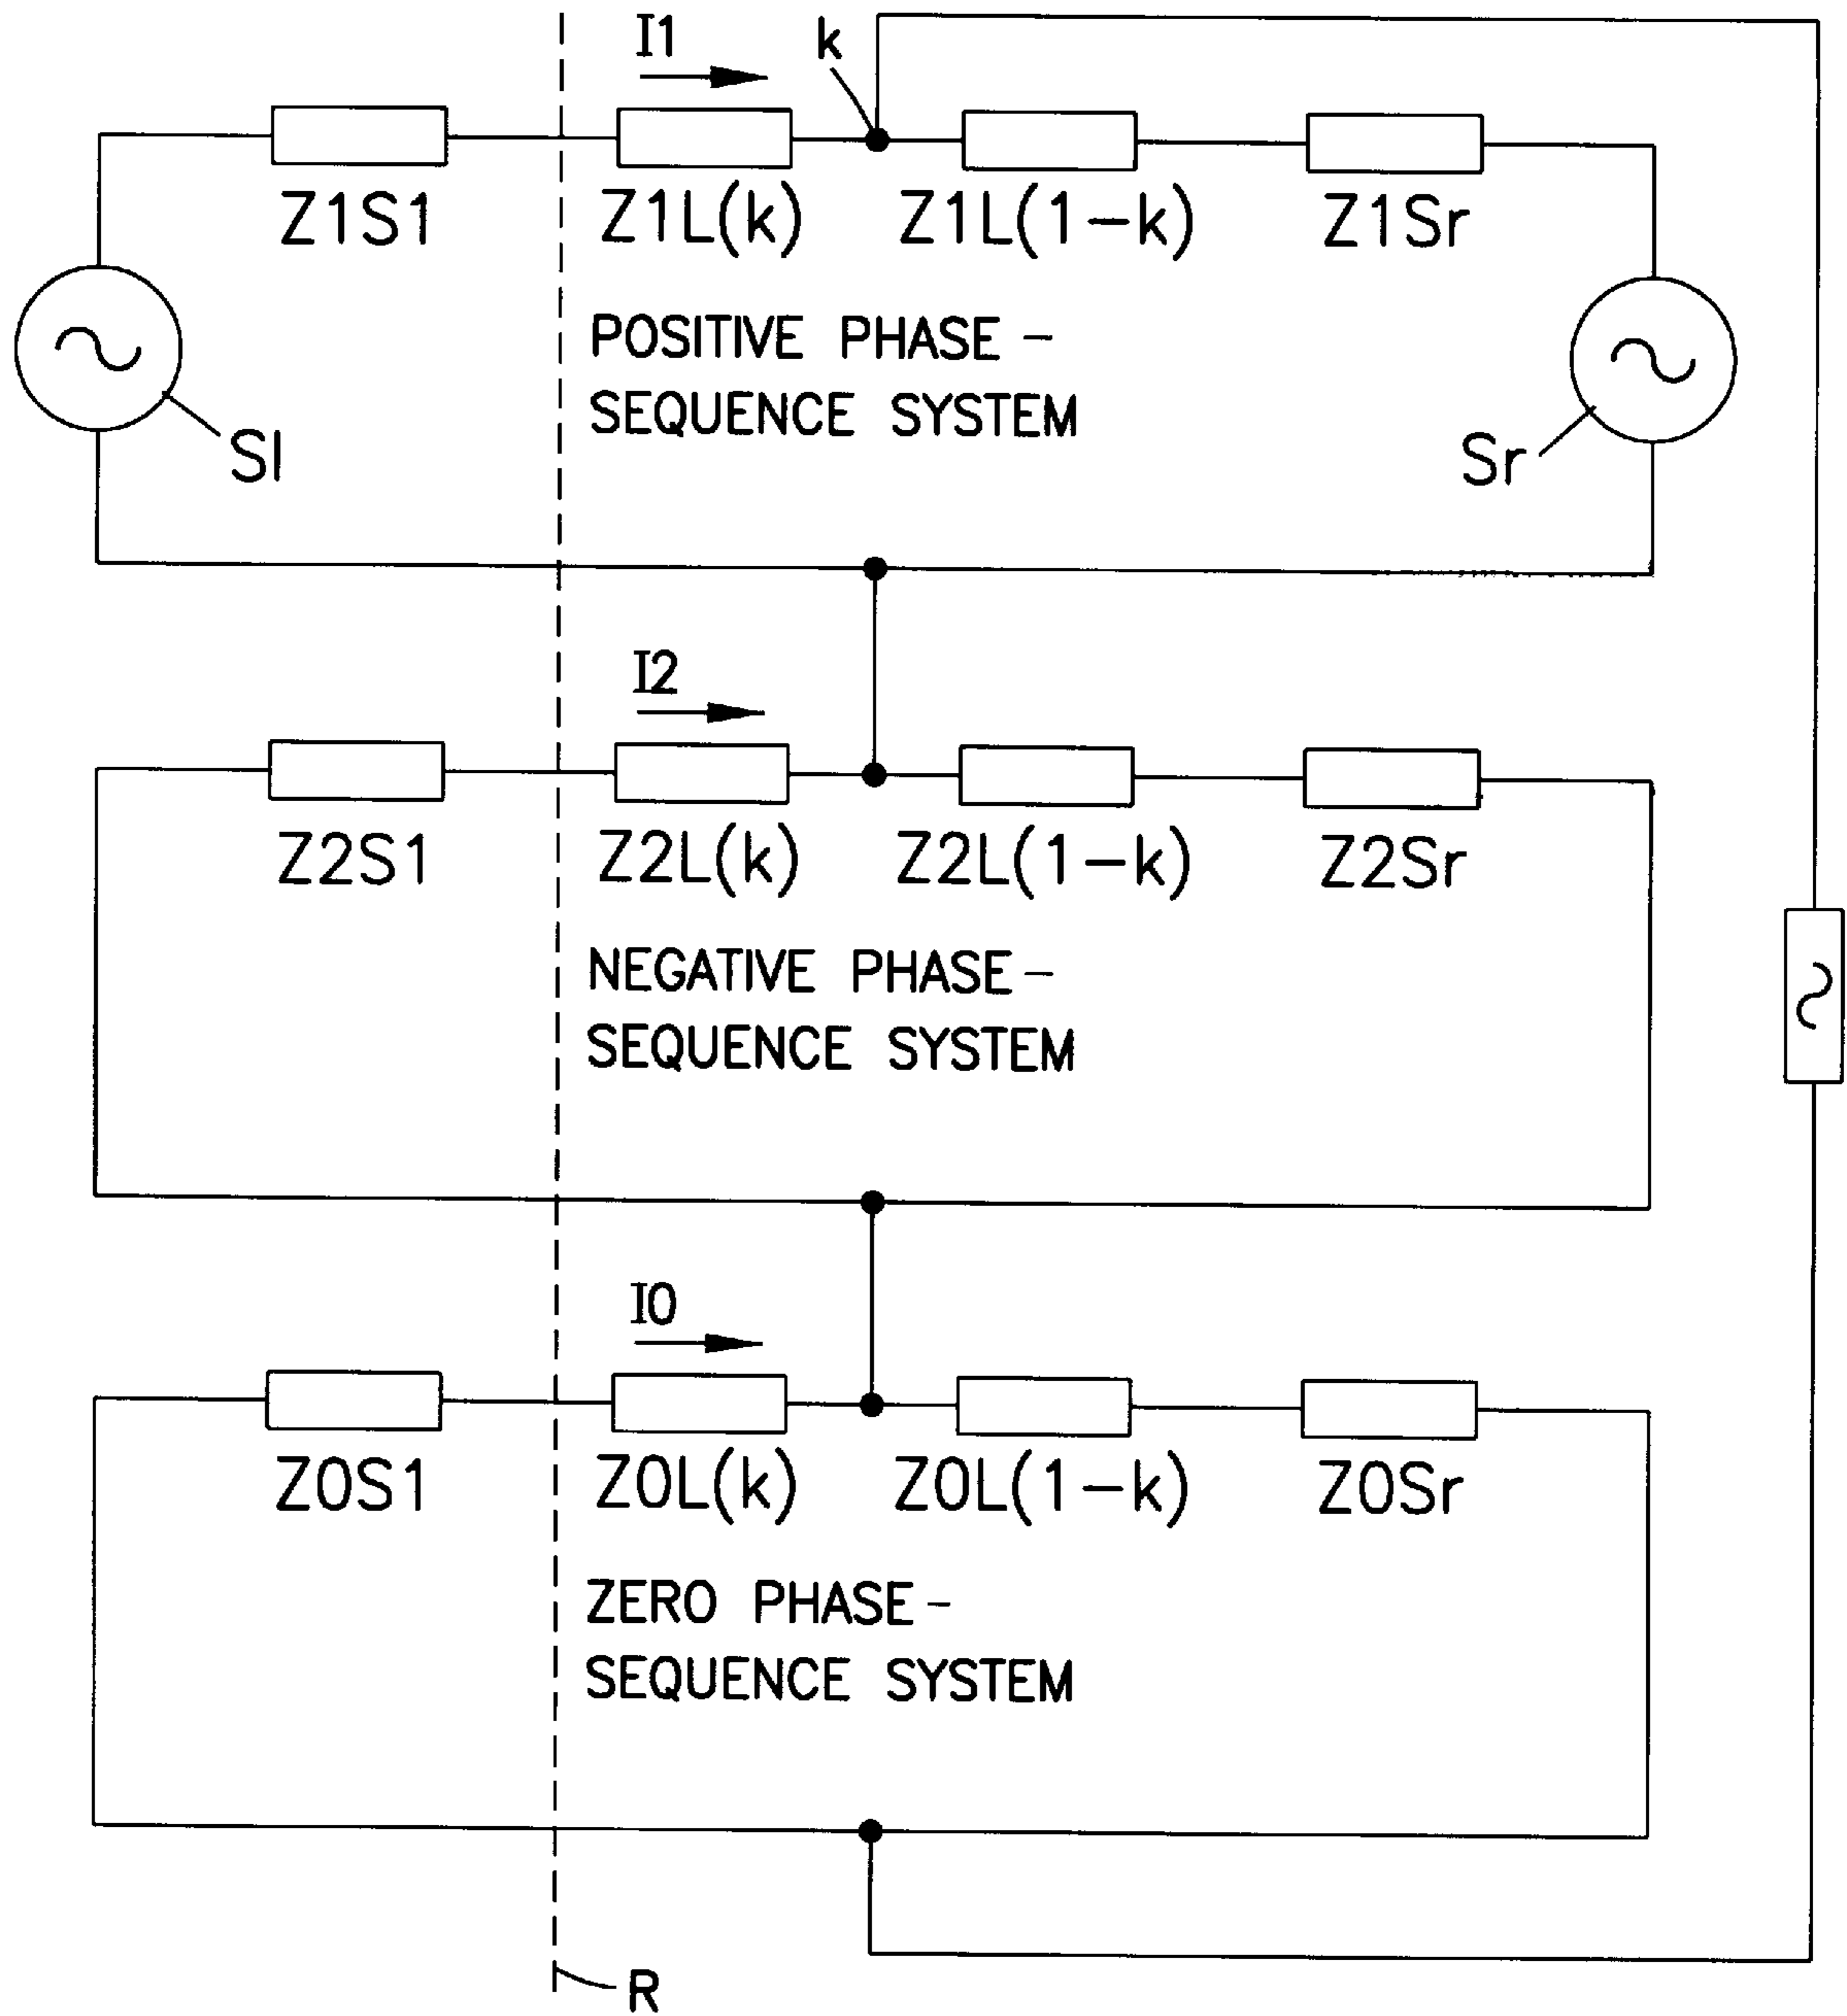 I1 k
Z1S1 Z1L(k) Z1L(1-k) Z1Sr
POSITIVE PHASE-
SEQUENCE SYSTEM
Sl Sr
I2
Z2S1 Z2L(k) Z2L(1-k) Z2Sr
NEGATIVE PHASE-
SEQUENCE SYSTEM
I0
Z0S1 Z0L(k) Z0L(1-k) Z0Sr
ZERO PHASE-
SEQUENCE SYSTEM
R